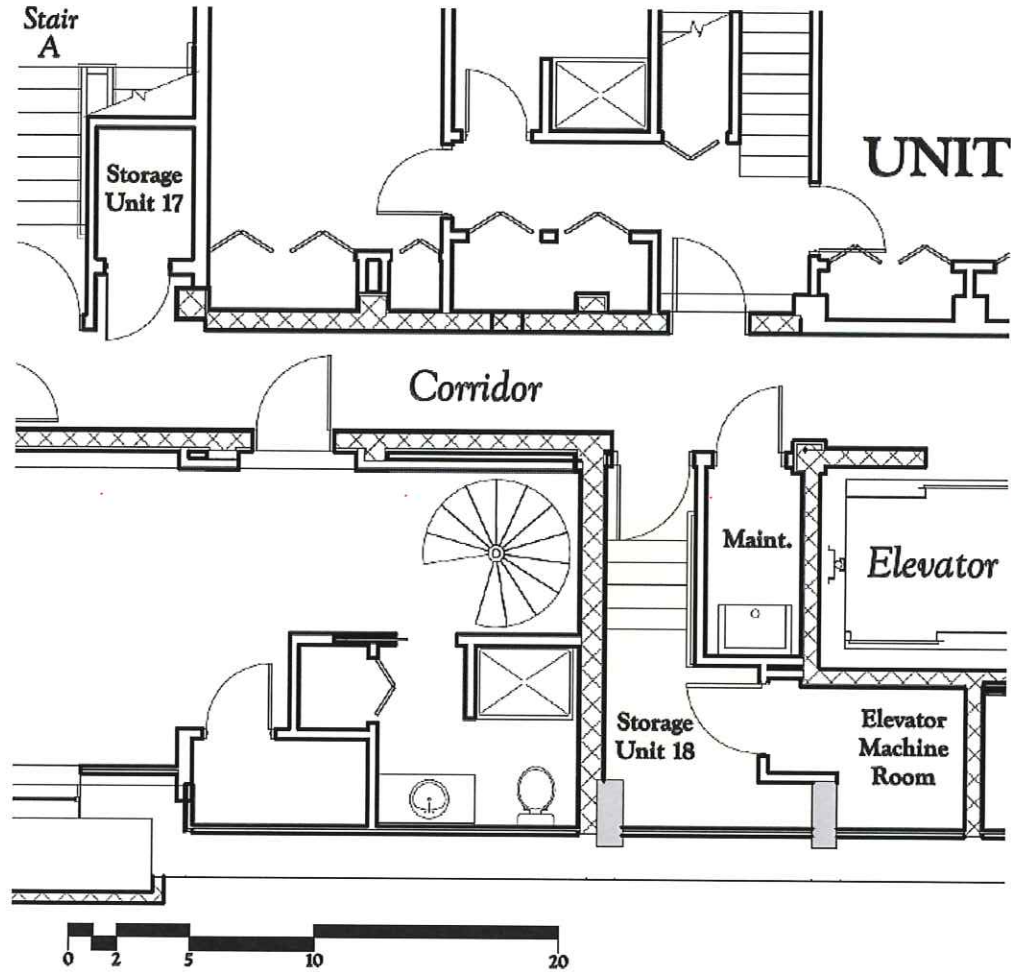 Stair
A
Storage
Unit 17
UNIT
Corridor
Maint.
Elevator
Storage
Unit 18
Elevator
Machine
Room
0 2 5 10 20